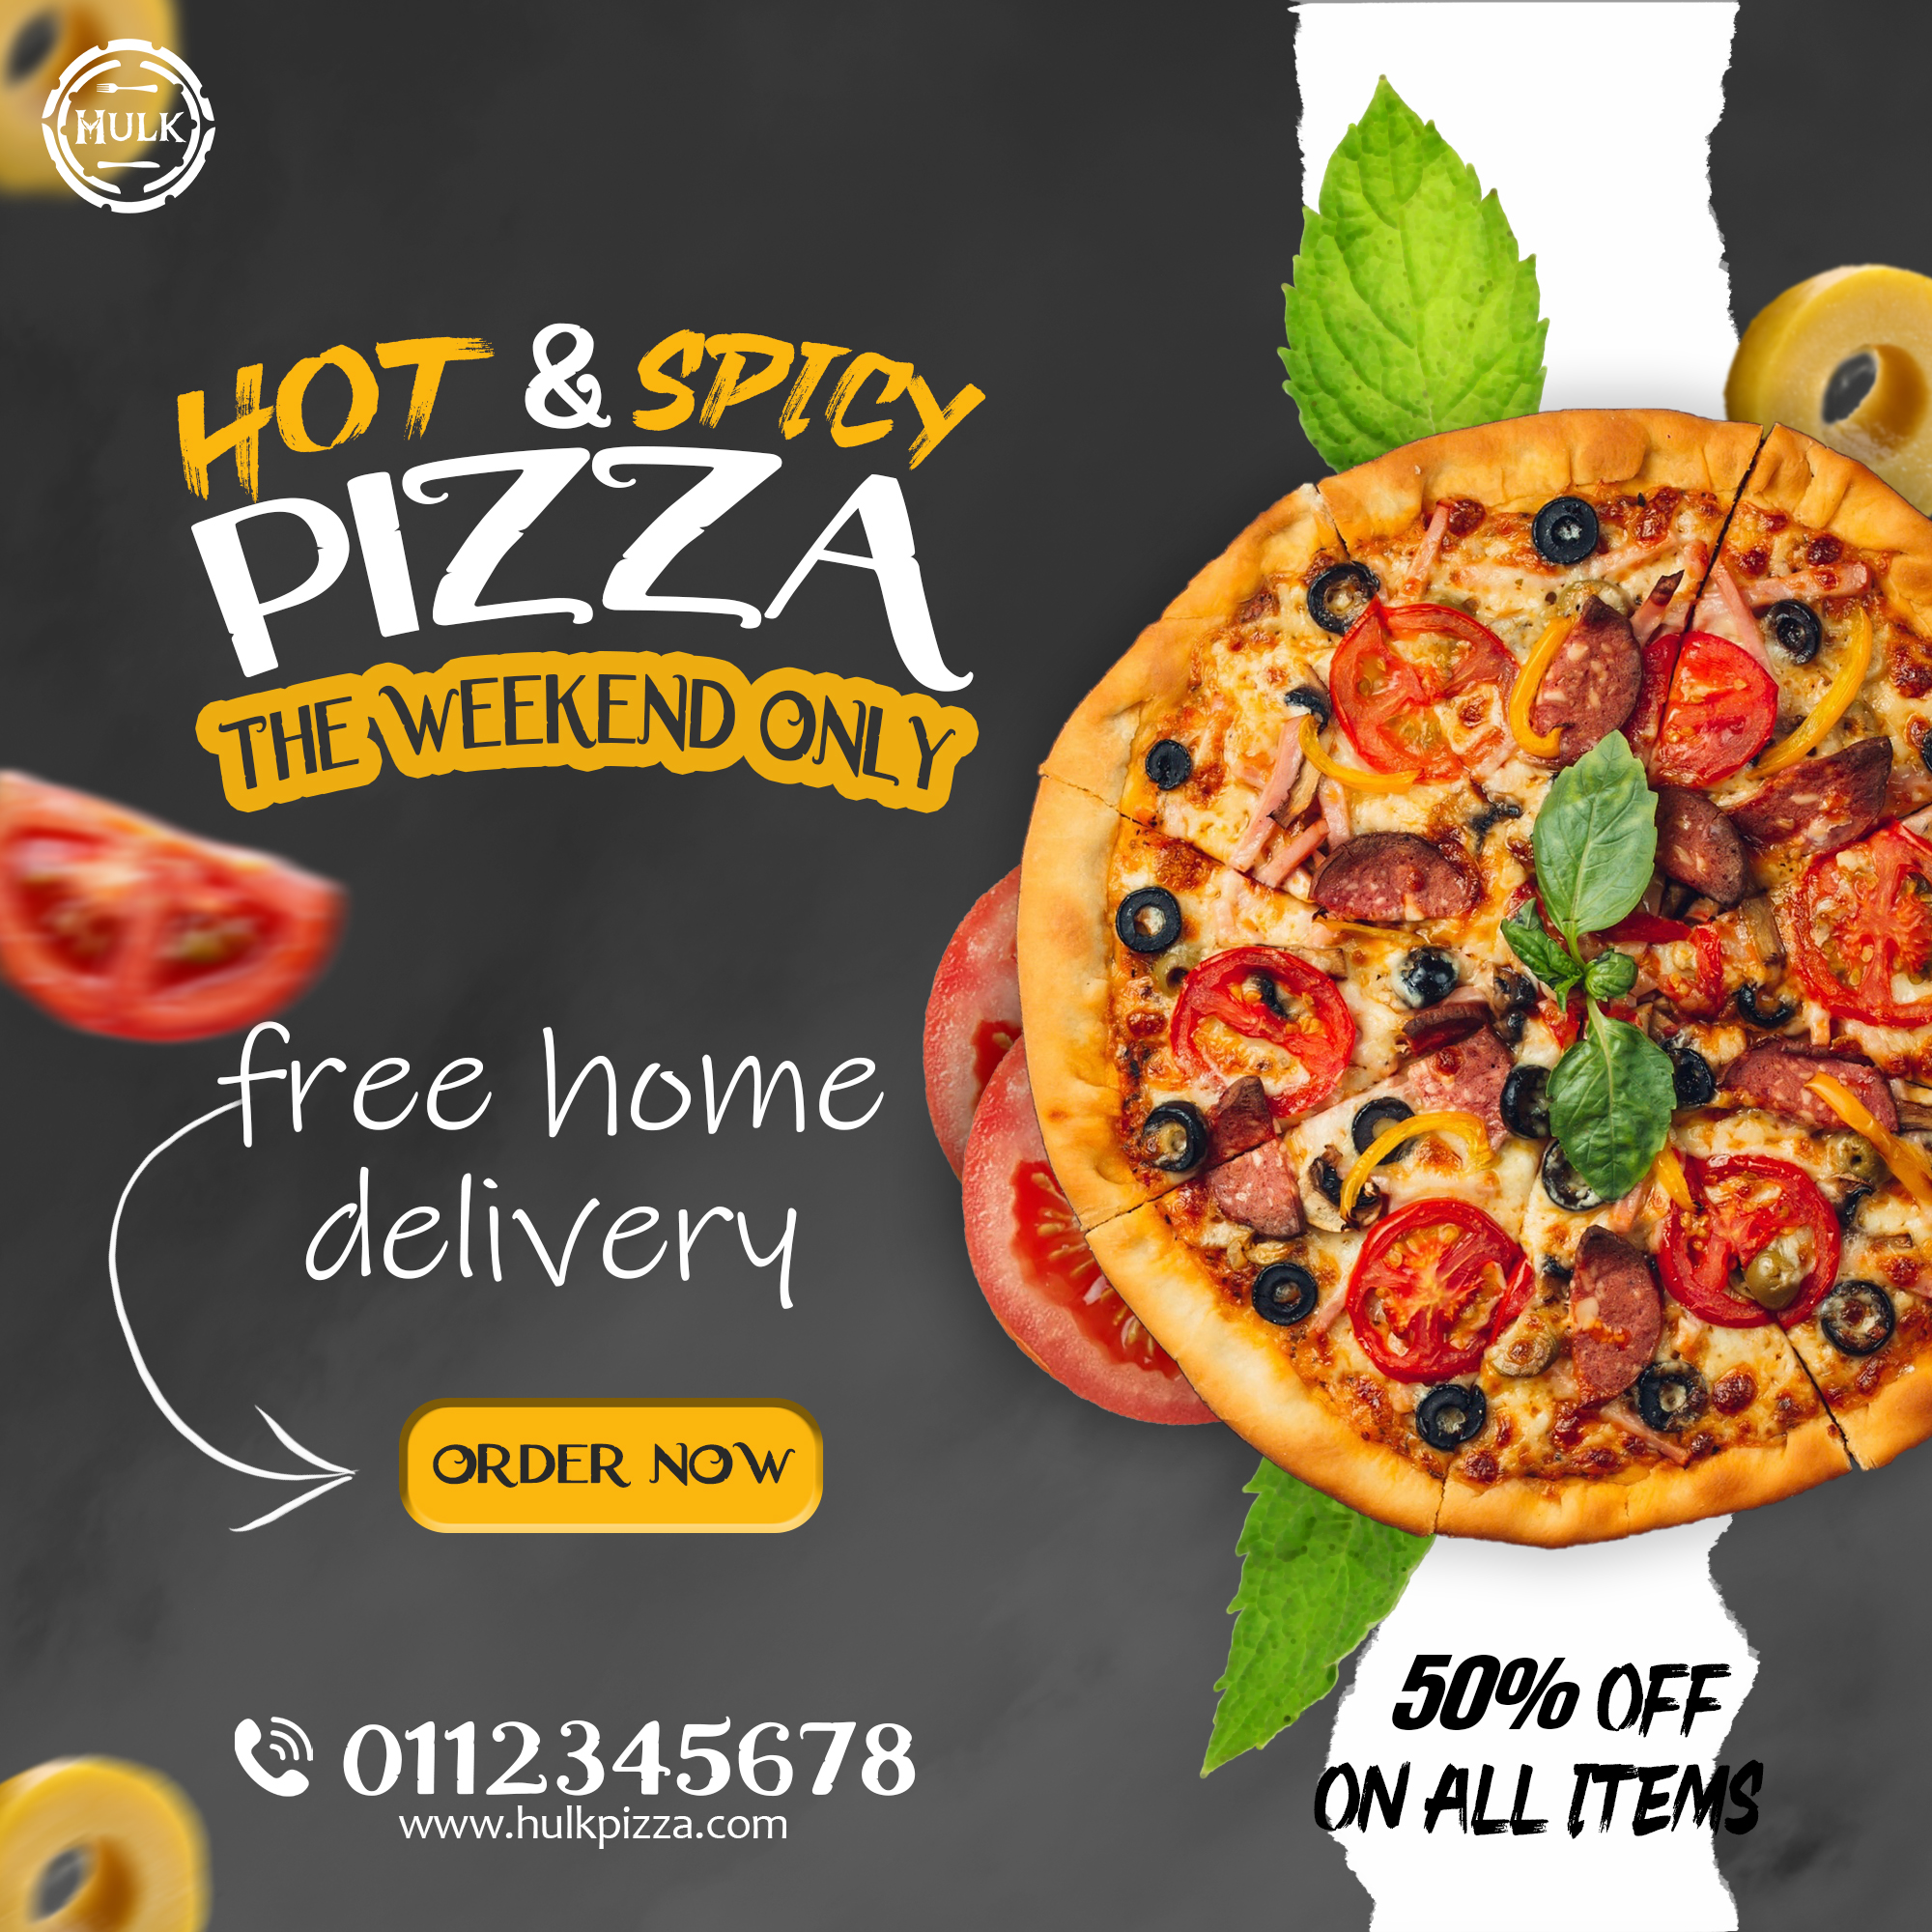 HULK
HOT & SPICY
PIZZA
THE WEEKEND ONLY
free home
delivery
ORDER NOW
0112345678
www.hulkpizza.com
50% OFF
ON ALL ITEMS